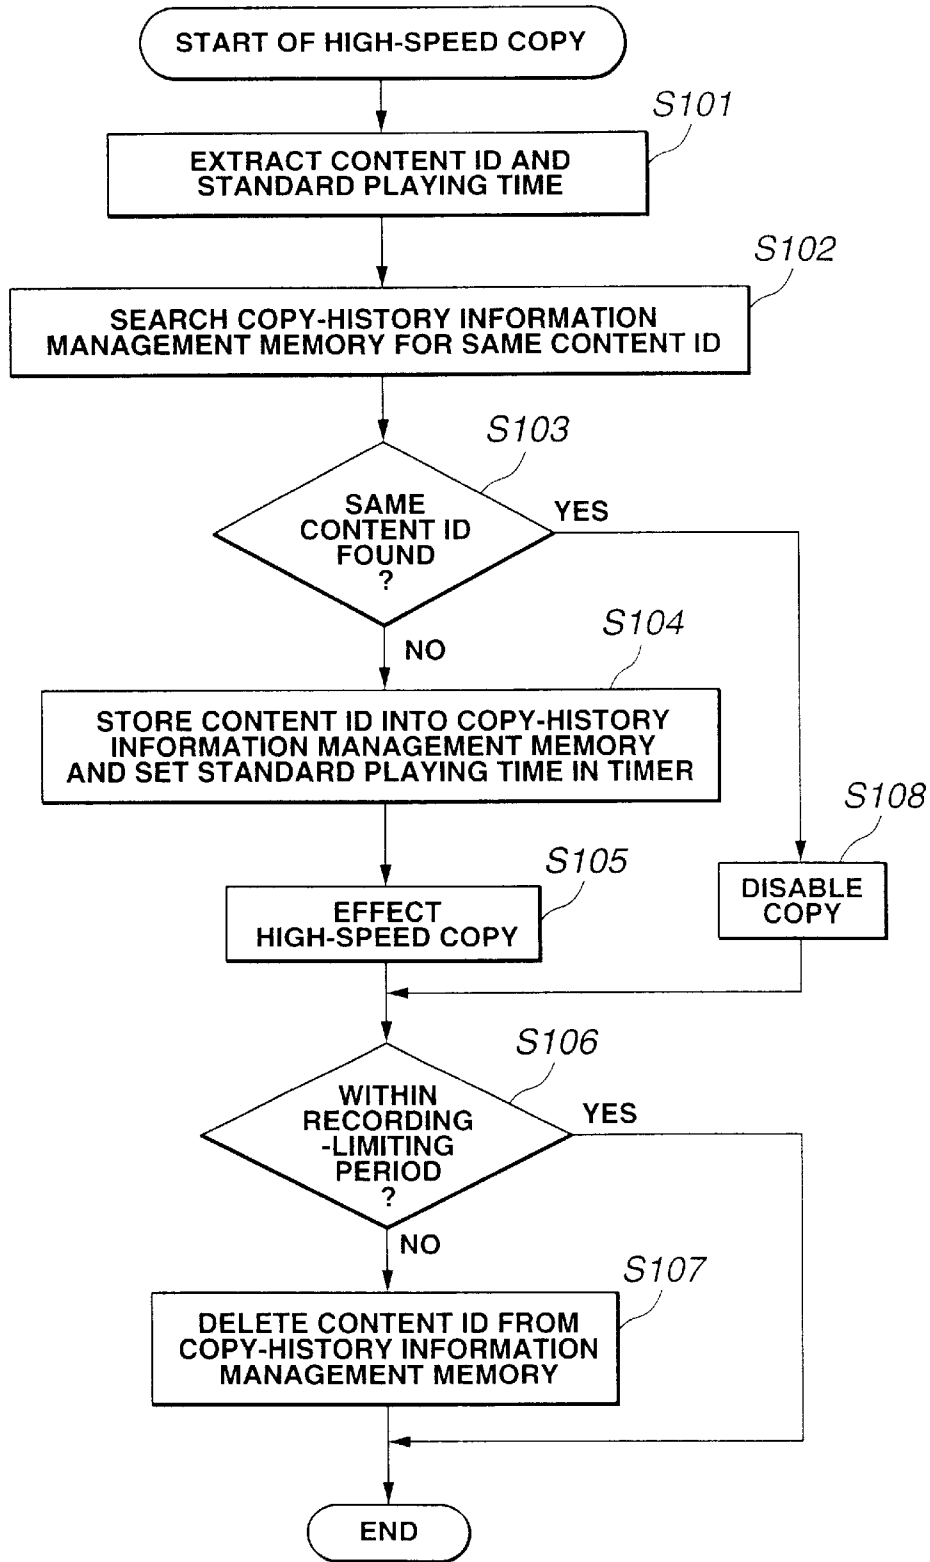 START OF HIGH-SPEED COPY
S101
EXTRACT CONTENT ID AND
STANDARD PLAYING TIME
S102
SEARCH COPY-HISTORY INFORMATION
MANAGEMENT MEMORY FOR SAME CONTENT ID
S103
SAME
CONTENT ID
FOUND
?
YES
NO
S104
STORE CONTENT ID INTO COPY-HISTORY
INFORMATION MANAGEMENT MEMORY
AND SET STANDARD PLAYING TIME IN TIMER
S108
DISABLE
COPY
S105
EFFECT
HIGH-SPEED COPY
S106
WITHIN
RECORDING
-LIMITING
PERIOD
?
YES
NO
S107
DELETE CONTENT ID FROM
COPY-HISTORY INFORMATION
MANAGEMENT MEMORY
END